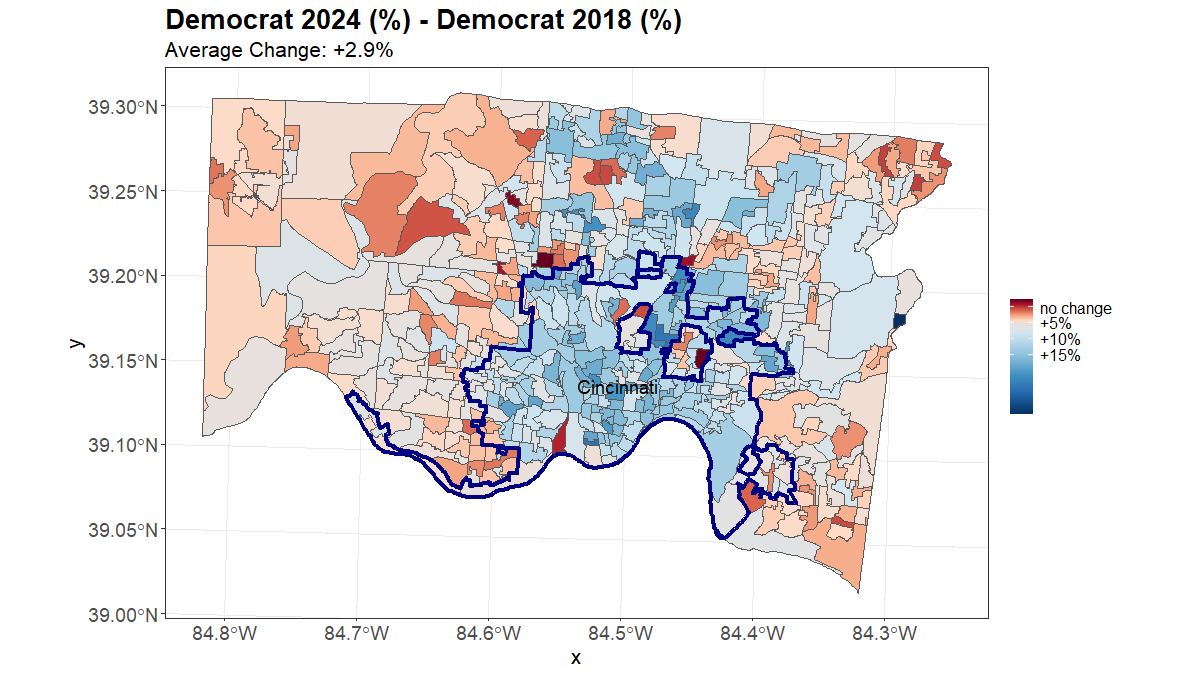 Democrat 2024 (%) - Democrat 2018 (%)
Average Change: +2.9%
39.30°N
39.25°N
39.20°N
39.15°N
39.10°N
39.05°N
39.00°N
y
Cincinnati
no change
+5%
+10%
+15%
84.8°W
84.7°W
84.6°W
84.5°W
84.4°W
84.3°W
x